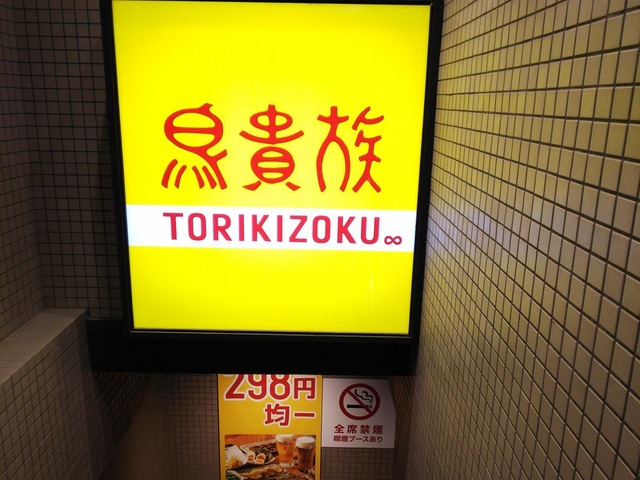 鳥貴族
TORIKIZOKU∞
298円
均一
全席禁煙
喫煙ブースあり